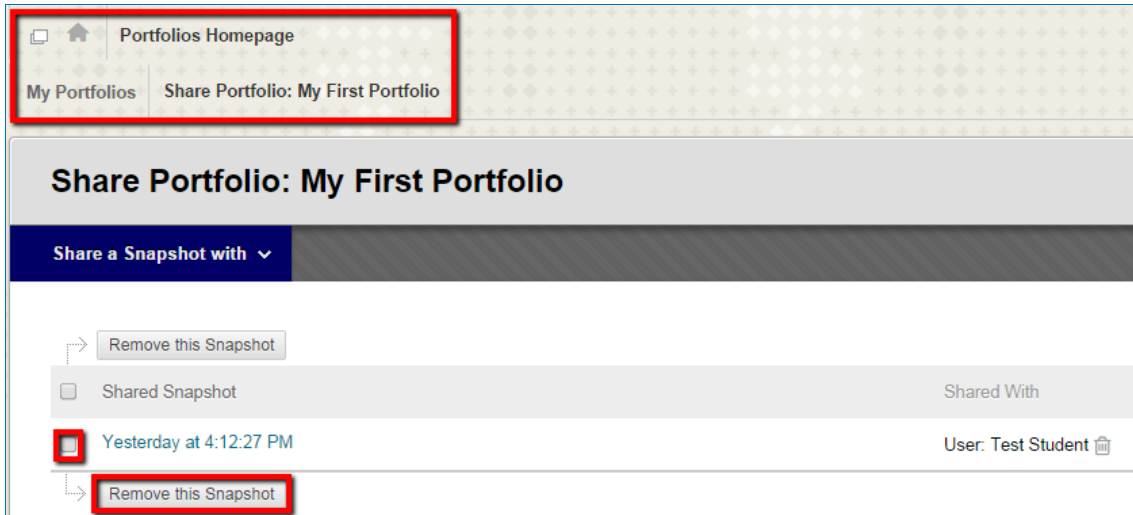 Portfolios Homepage
My Portfolios Share Portfolio: My First Portfolio
Share Portfolio: My First Portfolio
Share a Snapshot with
Remove this Snapshot
Shared Snapshot Shared With
Yesterday at 4:12:27 PM User: Test Student
Remove this Snapshot